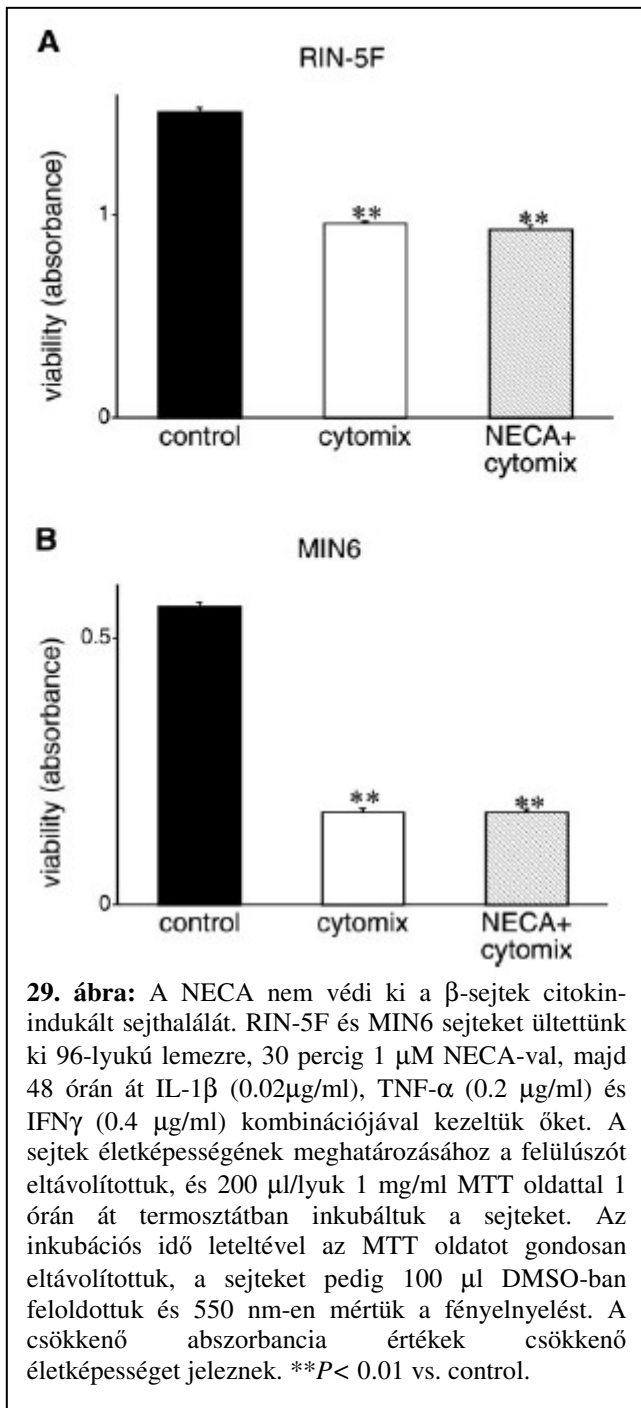 A
RIN-5F
viability (absorbance)
1
0
**
**
control
cytomix
NECA+
cytomix
B
MIN6
viability (absorbance)
0.5
0
**
**
control
cytomix
NECA+
cytomix
29. ábra: A NECA nem védi ki a β-sejtek citokin-
indukált sejthalálát. RIN-5F és MIN6 sejteket ültettünk
ki 96-lyukú lemezre, 30 percig 1 μM NECA-val, majd
48 órán át IL-1β (0.02μg/ml), TNF-α (0.2 μg/ml) és
IFNγ (0.4 μg/ml) kombinációjával kezeltük őket. A
sejtek életképességének meghatározásához a felülúszót
eltávolítottuk, és 200 μl/lyuk 1 mg/ml MTT oldattal 1
órán át termosztátban inkubáltuk a sejteket. Az
inkubációs idő leteltével az MTT oldatot gondosan
eltávolítottuk, a sejteket pedig 100 μl DMSO-ban
feloldottuk és 550 nm-en mértük a fényelnyelést. A
csökkenő abszorbancia értékek csökkenő
életképességet jeleznek. **P< 0.01 vs. control.